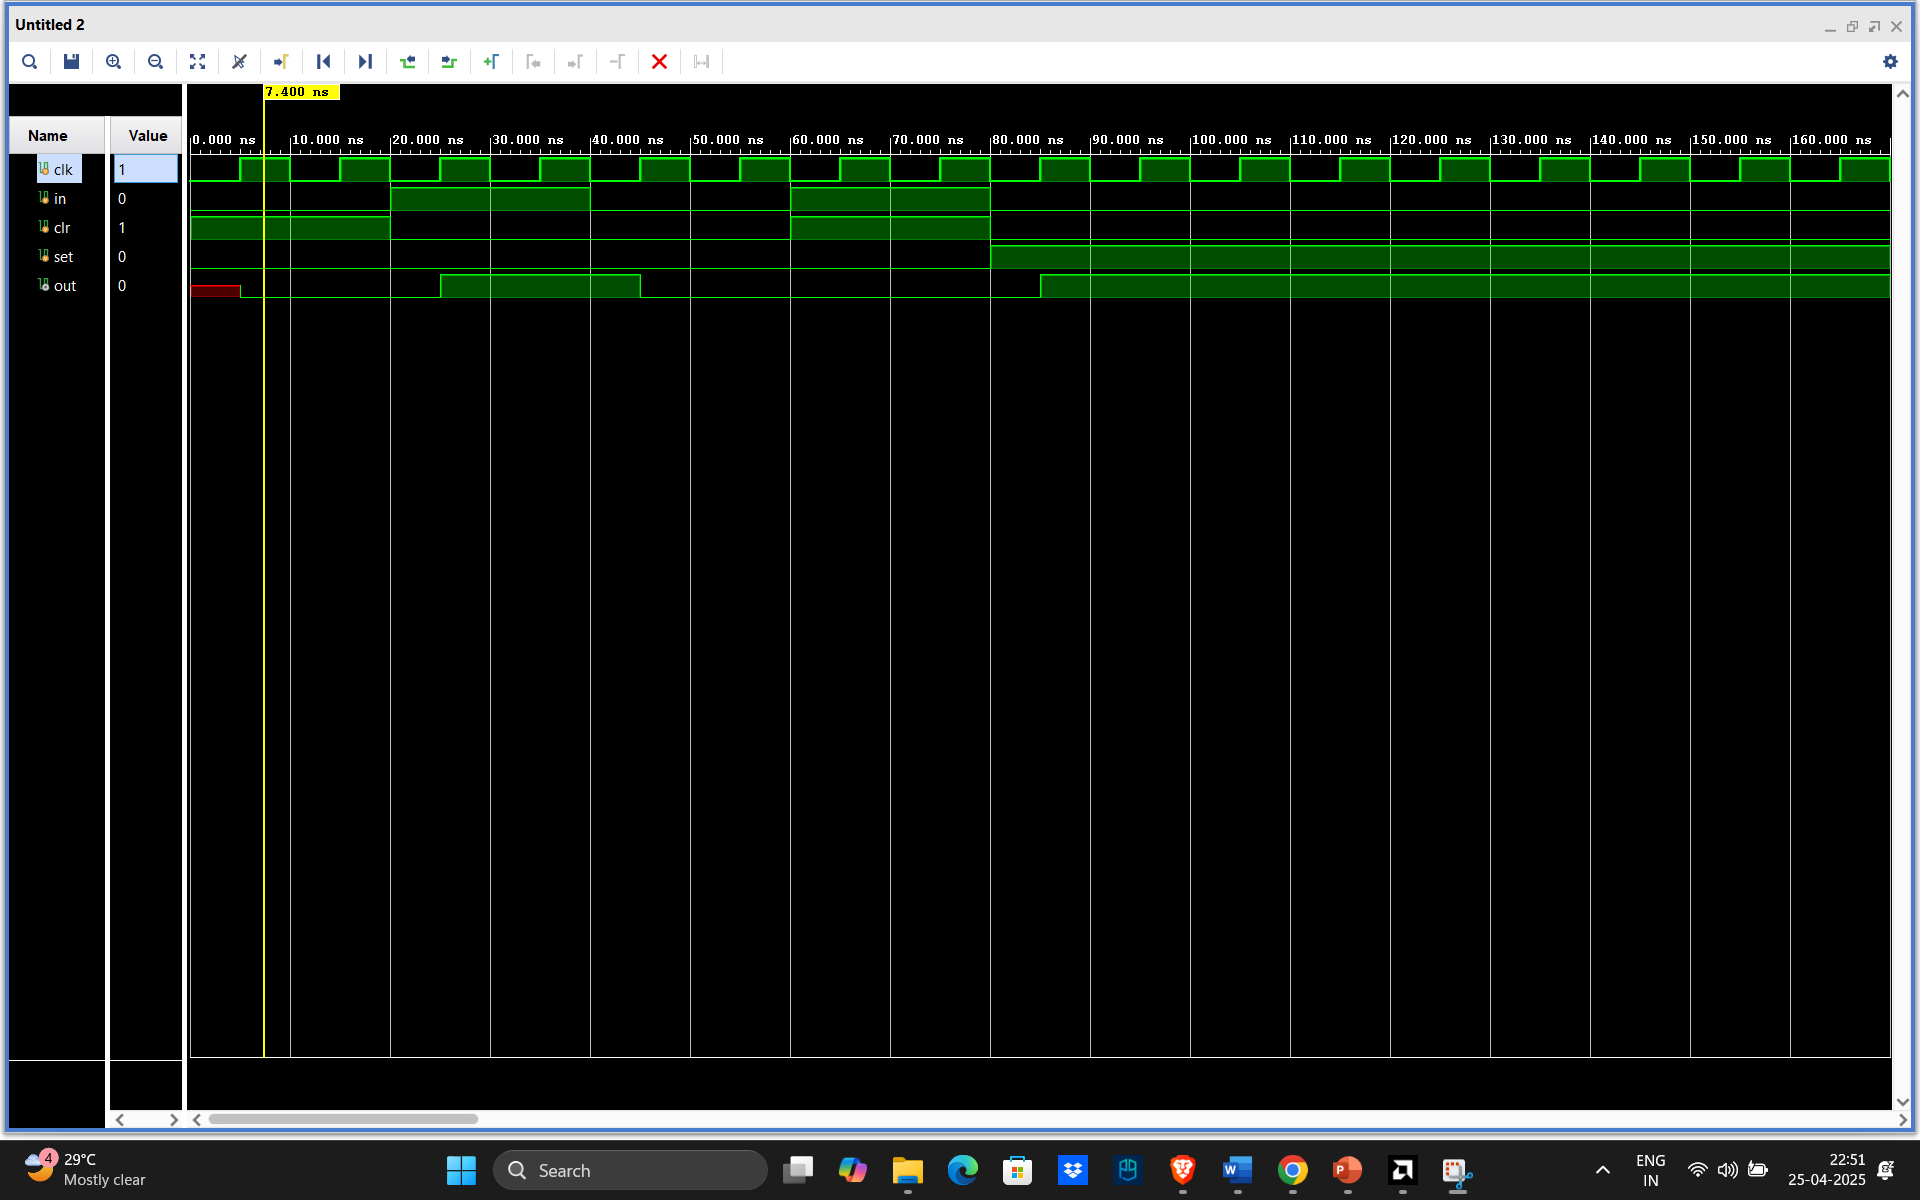 Untitled 2
7.400 ns
Name Value
0.000 ns 10.000 ns 20.000 ns 30.000 ns 40.000 ns 50.000 ns 60.000 ns 70.000 ns 80.000 ns 90.000 ns 100.000 ns 110.000 ns 120.000 ns 130.000 ns 140.000 ns 150.000 ns 160.000 ns
clk 1
in 0
clr 1
set 0
out 0
4
29°C
Mostly clear
Search
ENG
IN
22:51
25-04-2025